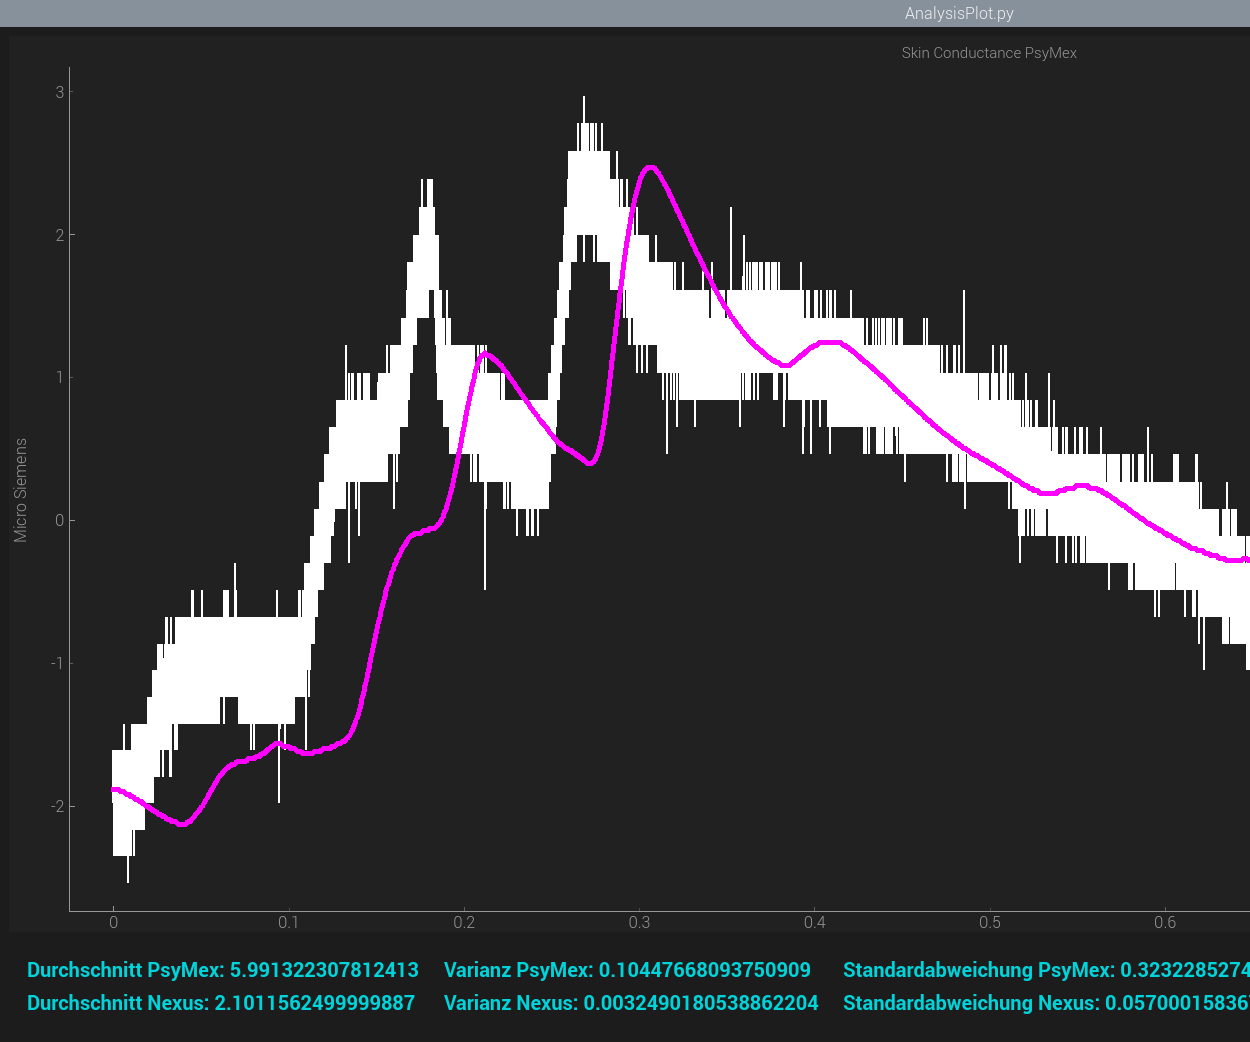 AnalysisPlot.py
Skin Conductance PsyMex
3
2
1
0
-1
-2
Micro Siemens
0 0.1 0.2 0.3 0.4 0.5 0.6
Durchschnitt PsyMex: 5.991322307812413 Varianz PsyMex: 0.10447668093750909 Standardabweichung PsyMex: 0.3232285274
Durchschnitt Nexus: 2.1011562499999887 Varianz Nexus: 0.0032490180538862204 Standardabweichung Nexus: 0.05700015836